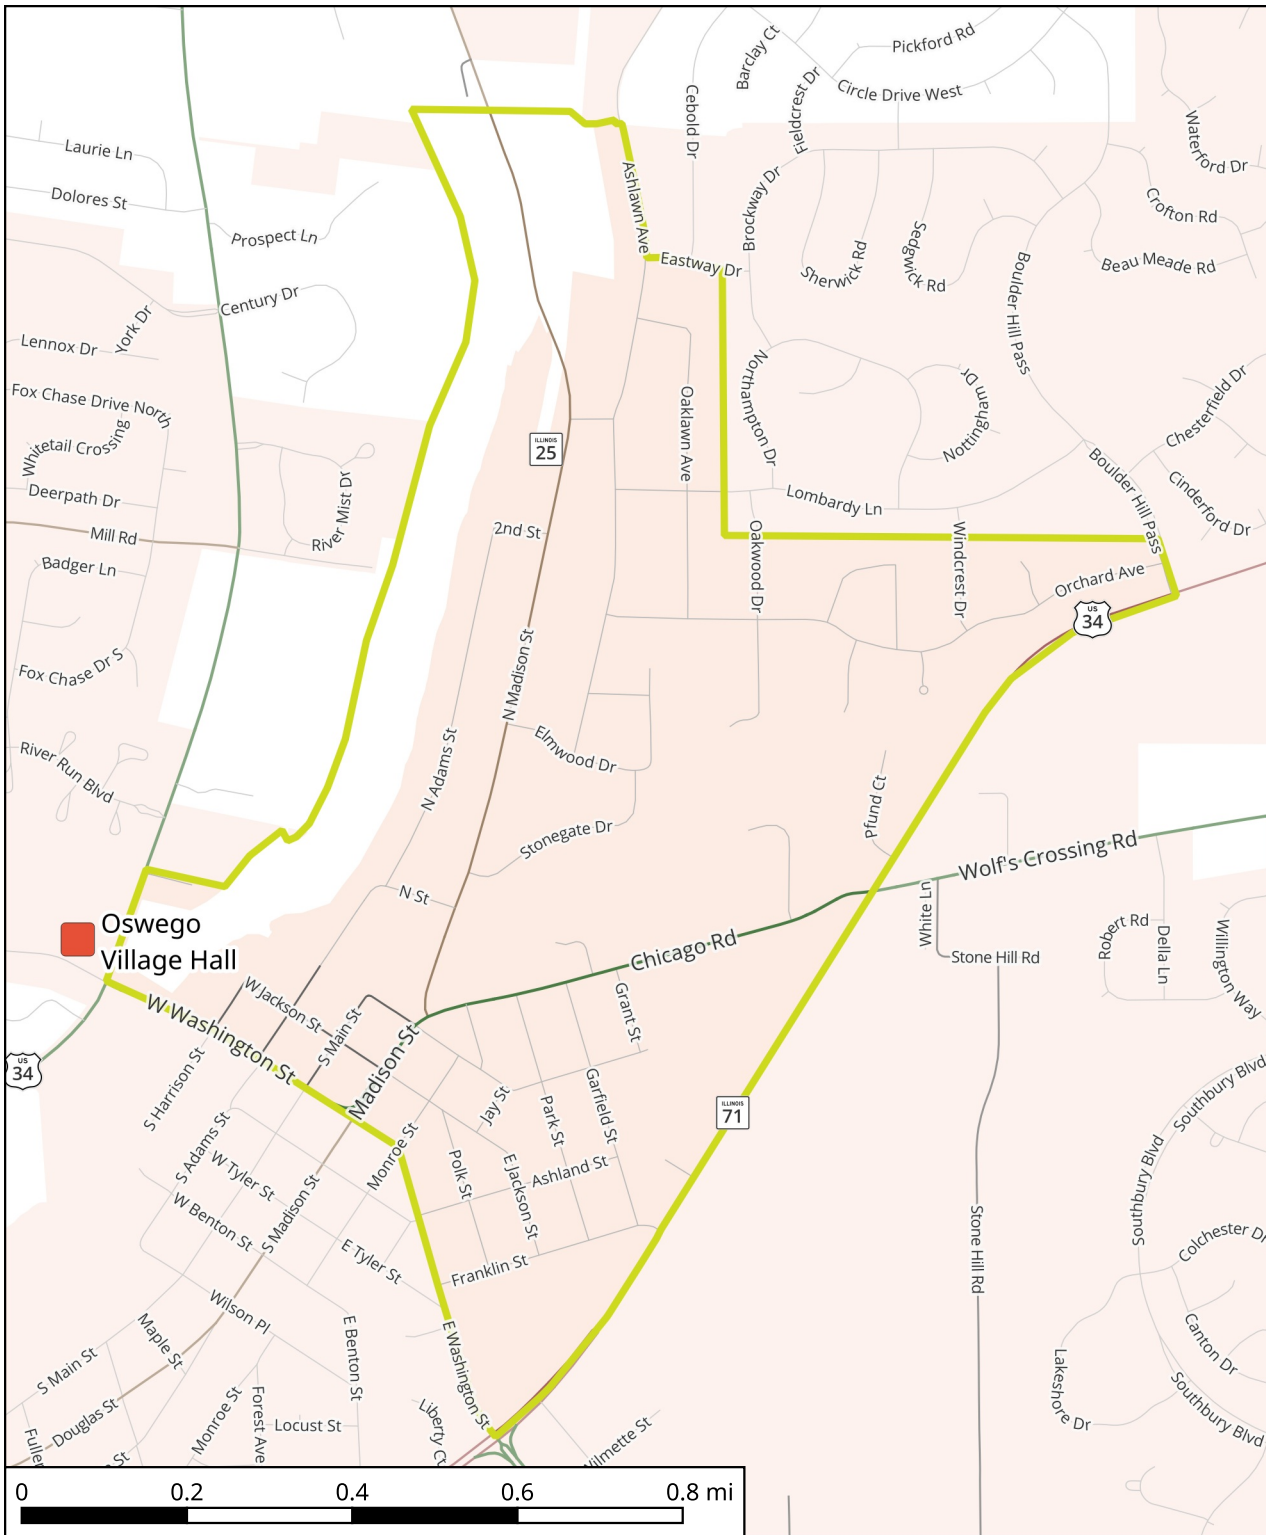 Pickford Rd
Barclay Ct
Circle Drive West
Cebold Dr
Fieldcrest Dr
Waterford Dr
Laurie Ln
Dolores St
Prospect Ln
Ashlawn Ave
Brockway Dr
Crofton Rd
Eastway Dr
Sherwick Rd
Sedgwick Rd
Beau Meade Rd
Century Dr
York Dr
Boulder Hill Pass
Lennox Dr
Fox Chase Drive North
Whitetail Crossing
Northampton Dr
Nottingham Dr
Chesterfield Dr
Oaklawn Ave
ILLINOIS
25
Deerpath Dr
River Mist Dr
Lombardy Ln
Boulder Hill Pass
Cinderford Dr
Mill Rd
2nd St
Badger Ln
Oakwood Dr
Windcrest Dr
Orchard Ave
US
34
Fox Chase Dr S
N Madison St
N Adams St
Elmwood Dr
River Run Blvd
Pfund Ct
Stonegate Dr
Wolf's Crossing Rd
N St
White Ln
Oswego
Village Hall
Chicago Rd
Stone Hill Rd
Robert Rd
Della Ln
Willington Way
W Jackson St
Grant St
W Washington St
S Main St
Madison St
US
34
S Harrison St
Jay St
Park St
Garfield St
ILLINOIS
71
Southbury Blvd
S Adams St
W Tyler St
Monroe St
Polk St
E Jackson St
Ashland St
Southbury Blvd
W Benton St
S Madison St
E Tyler St
Franklin St
Stone Hill Rd
Colchester Dr
Wilson Pl
Maple St
E Benton St
E Washington St
Canton Dr
S Main St
Lakeshore Dr
Southbury Blvd
Douglas St
Monroe St
Forest Ave
Locust St
Liberty Ct
Wilmette St
Fuller
St
0 0.2 0.4 0.6 0.8 mi